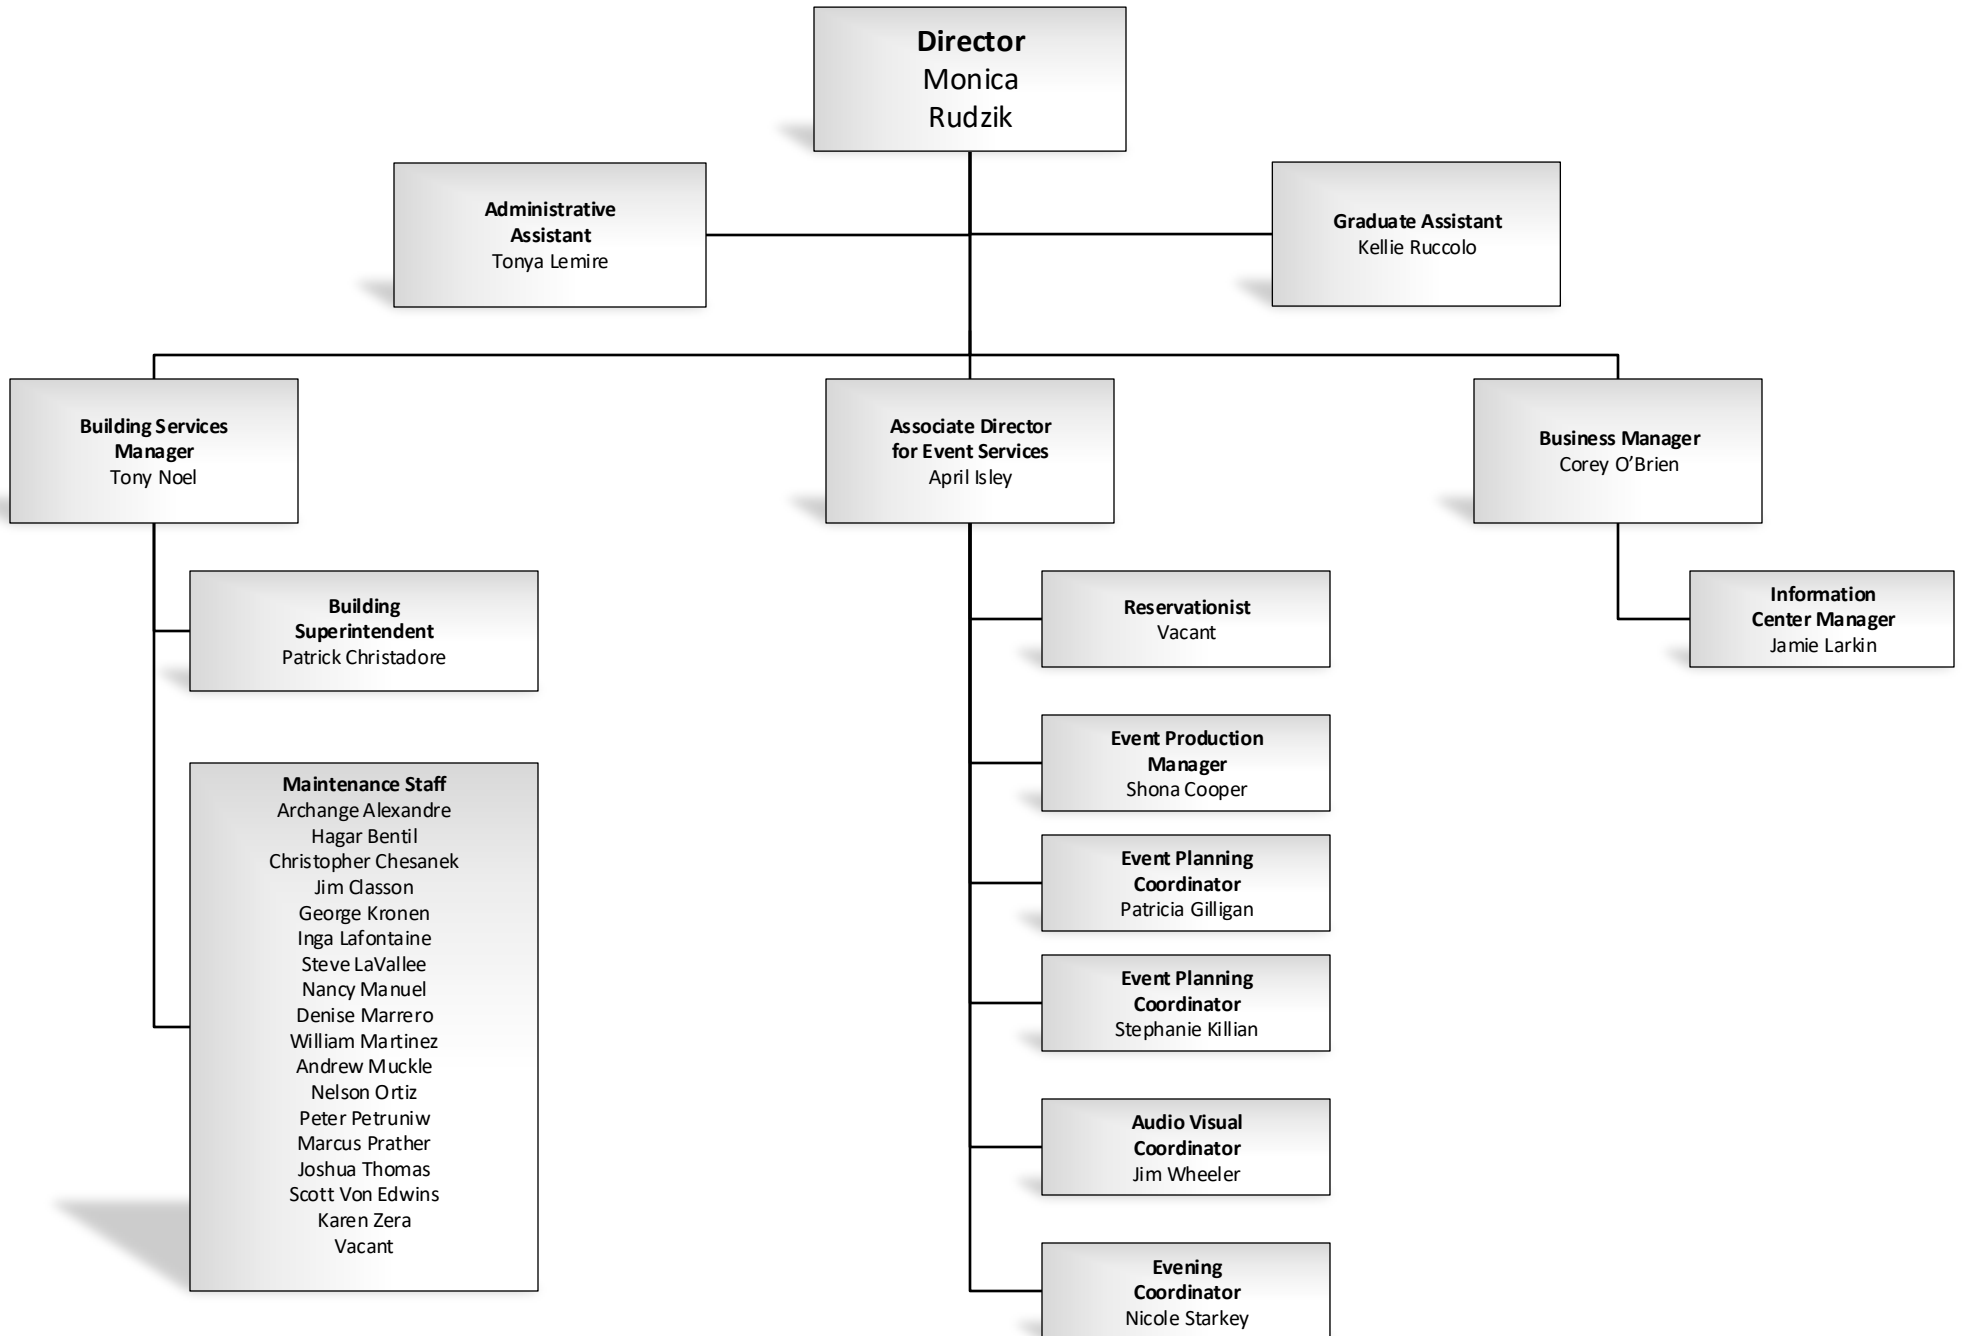 Director
Monica
Rudzik
Administrative
Assistant
Tonya Lemire
Graduate Assistant
Kellie Ruccolo
Building Services
Manager
Tony Noel
Associate Director
for Event Services
April Isley
Business Manager
Corey O’Brien
Building
Superintendent
Patrick Christadore
Reservationist
Vacant
Information
Center Manager
Jamie Larkin
Maintenance Staff
Archange Alexandre
Hagar Bentil
Christopher Chesanek
Jim Classon
George Kronen
Inga Lafontaine
Steve LaVallee
Nancy Manuel
Denise Marrero
William Martinez
Andrew Muckle
Nelson Ortiz
Peter Petruniw
Marcus Prather
Joshua Thomas
Scott Von Edwins
Karen Zera
Vacant
Event Production
Manager
Shona Cooper
Event Planning
Coordinator
Patricia Gilligan
Event Planning
Coordinator
Stephanie Killian
Audio Visual
Coordinator
Jim Wheeler
Evening
Coordinator
Nicole Starkey